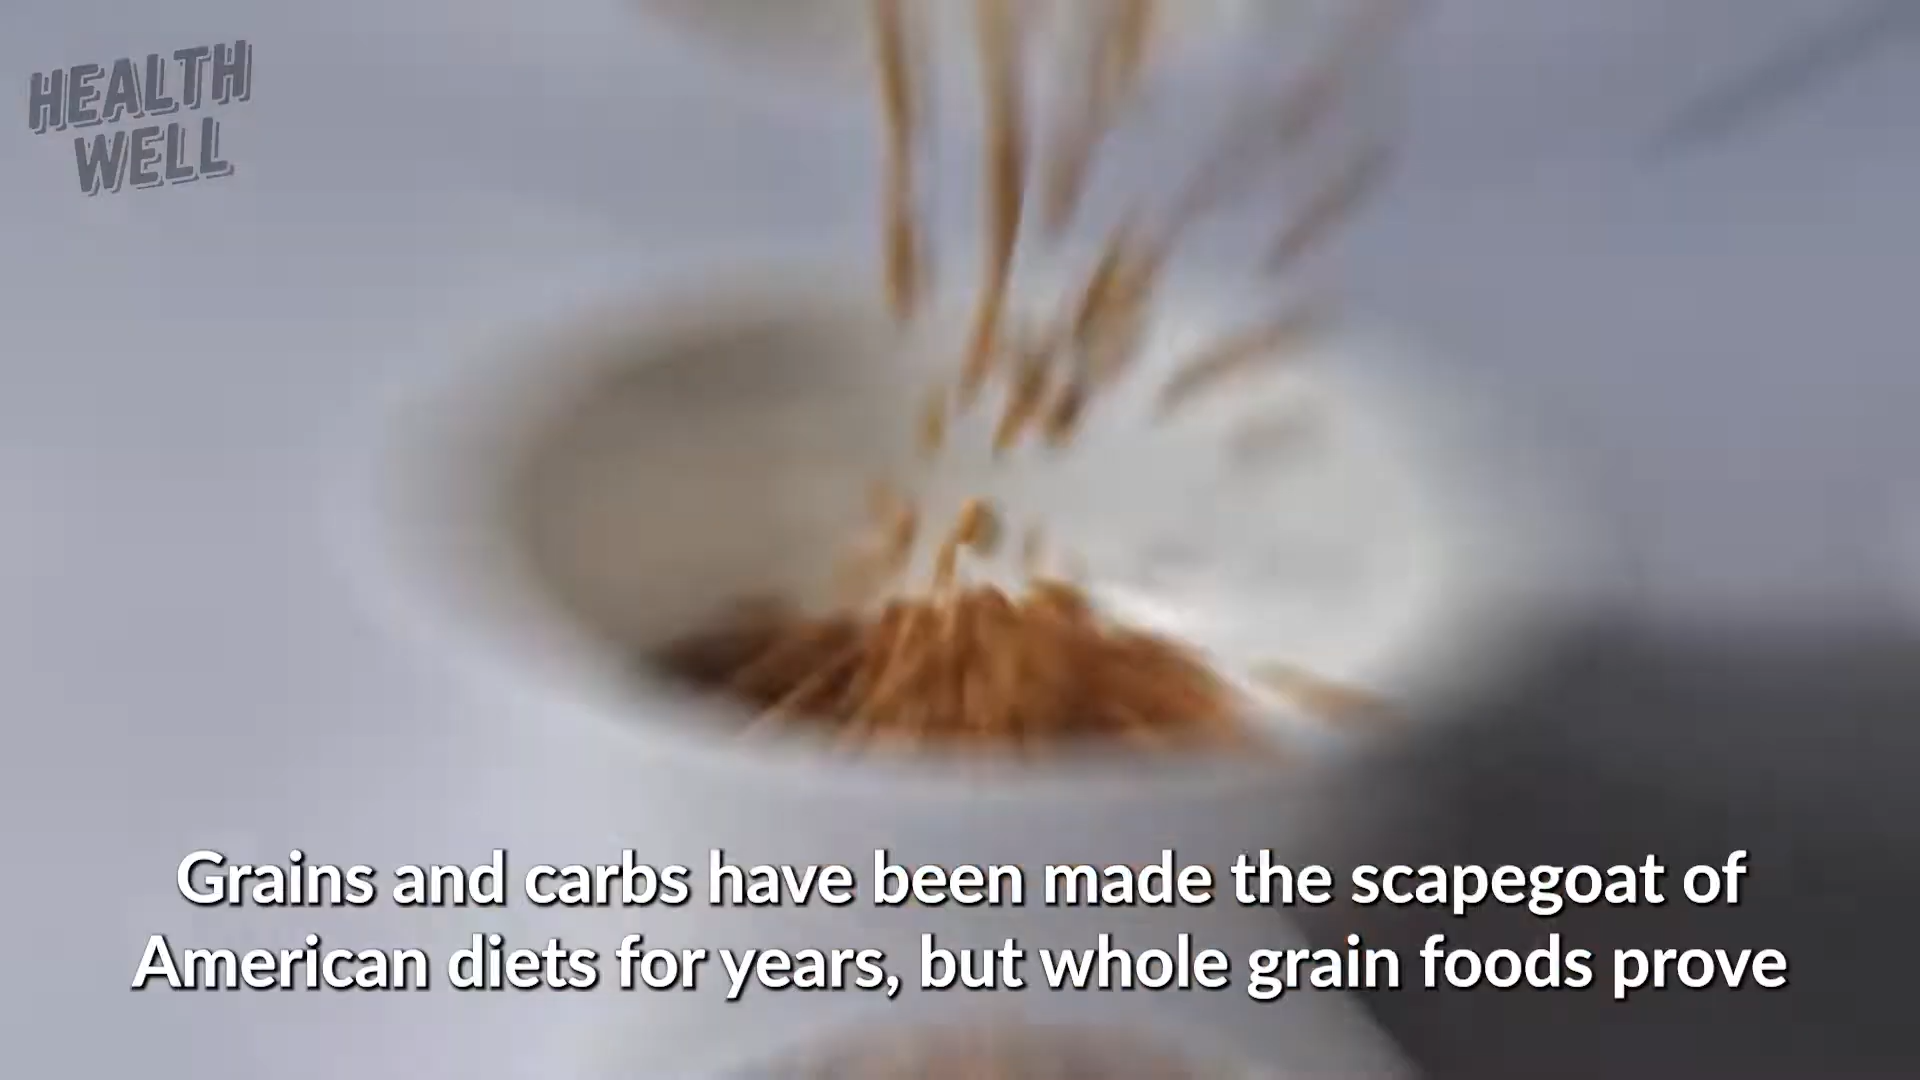 HEALTH
WELL
Grains and carbs have been made the scapegoat of
American diets for years, but whole grain foods prove